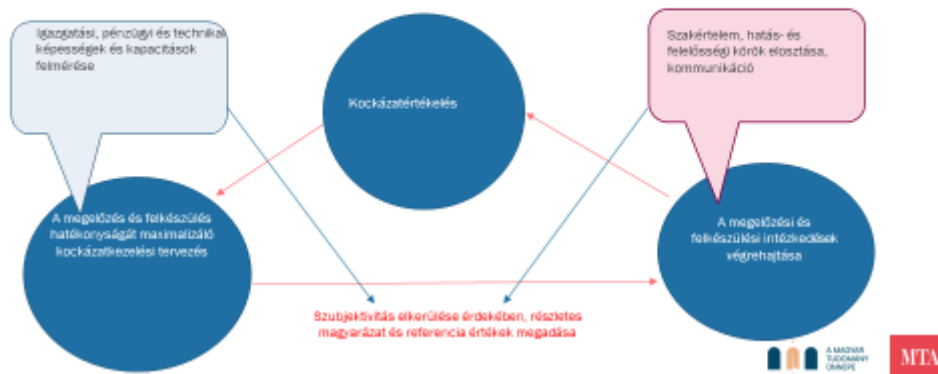 Igazgatási, pénzügyi és technikai
képességek és kapacitások
felmérése
Szakértelem, hatás- és
felelősségi körök elosztása,
kommunikáció
Kockázatértékelés
A megelőzés és felkészülés
hatékonyságát maximalizáló
kockázatkezelési tervezés
A megelőzési és
felkészülési intézkedések
végrehajtása
Szubjektivitás elkerülése érdekében, részletes
magyarázat és referencia értékek megadása
A MAGYAR
TUDOMÁNY
ÜNNEPE
MTA